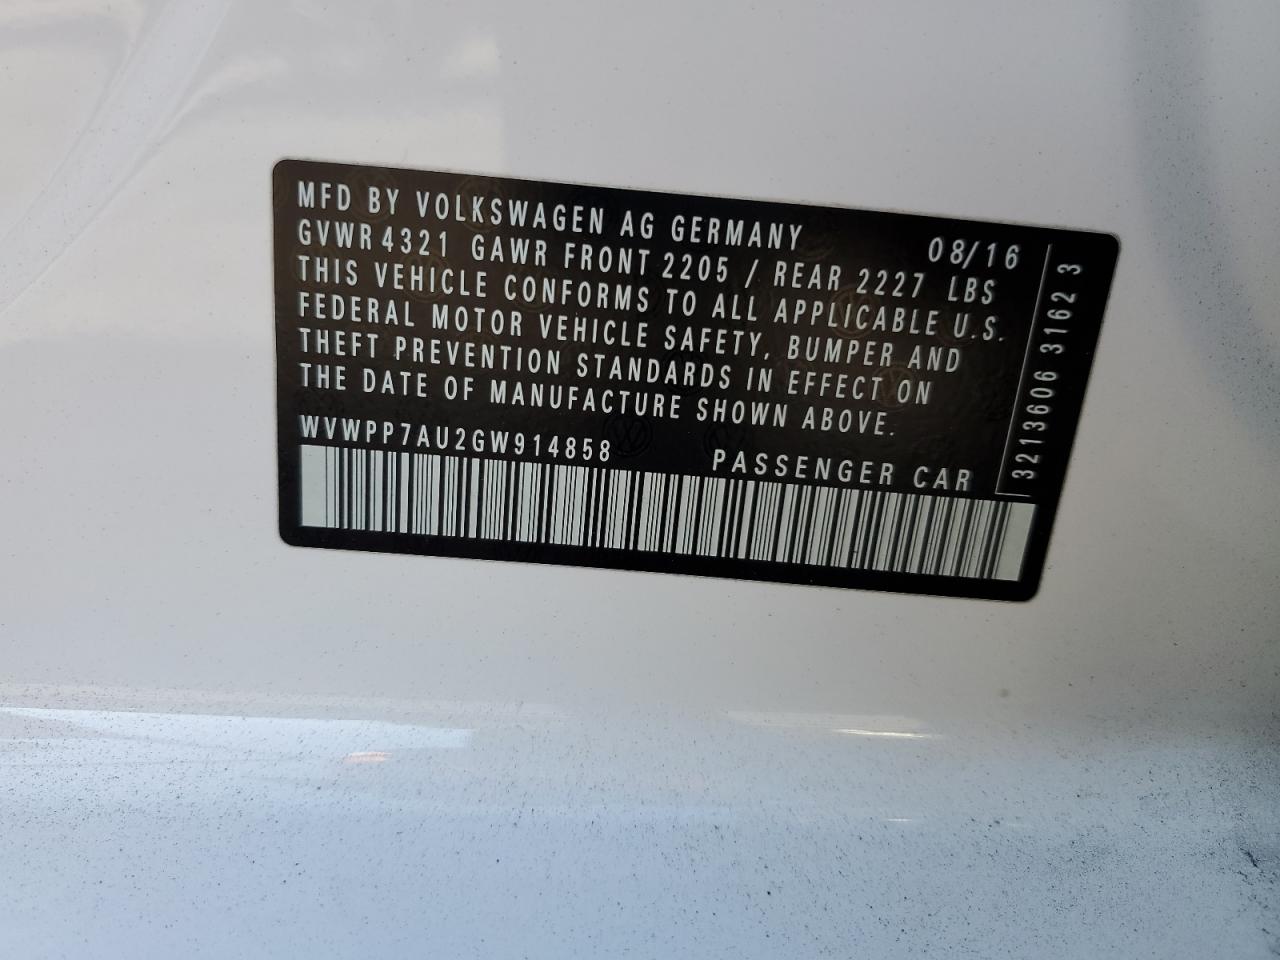 MFD BY VOLKSWAGEN AG GERMANY 08/16
GVWR 4321 GAWR FRONT 2205 / REAR 2227 LBS
THIS VEHICLE CONFORMS TO ALL APPLICABLE U.S.
FEDERAL MOTOR VEHICLE SAFETY, BUMPER AND
THEFT PREVENTION STANDARDS IN EFFECT ON
THE DATE OF MANUFACTURE SHOWN ABOVE.
WVWPP7AU2GW914858 PASSENGER CAR
3213606 3162 3